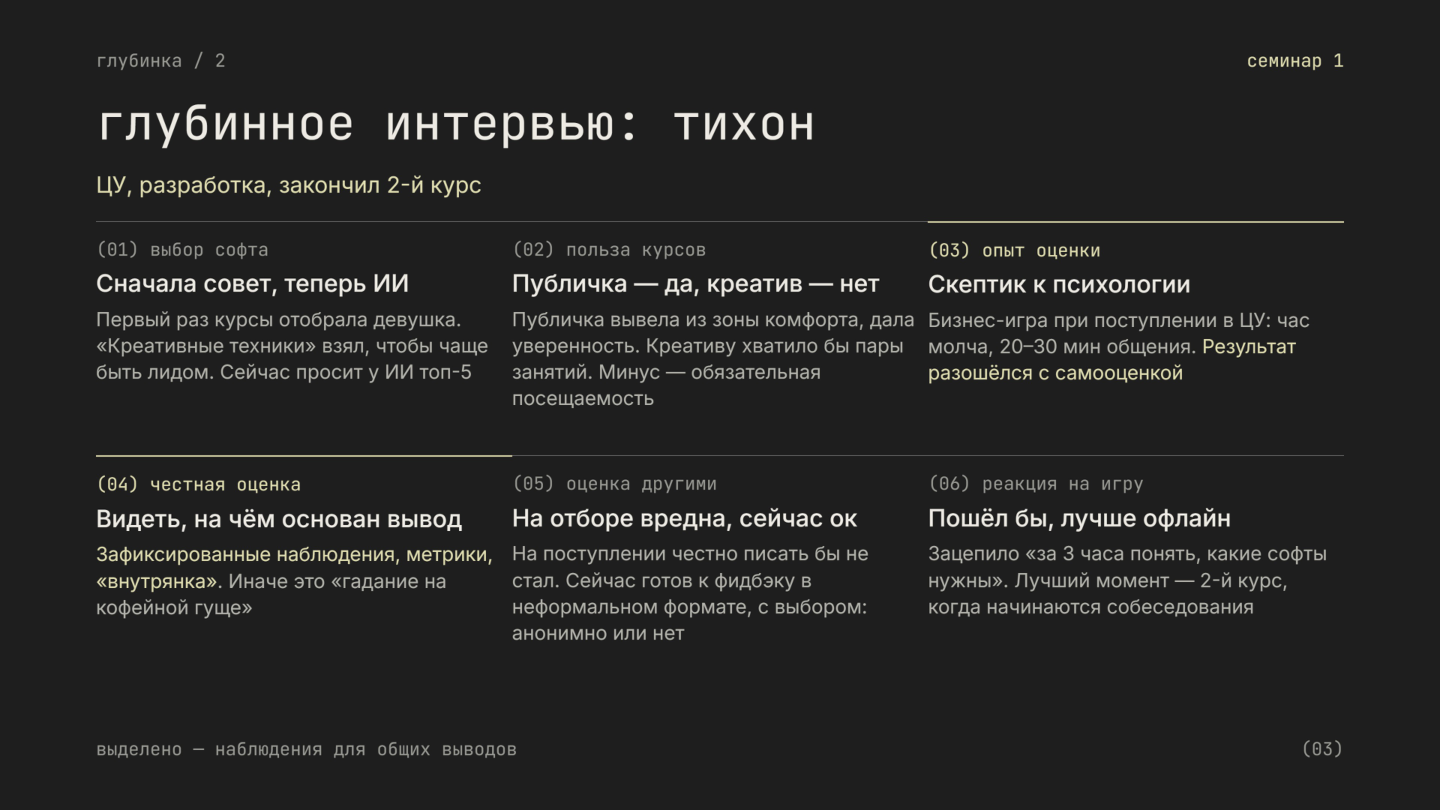 глубинка / 2
семинар 1
глубинное интервью: тихон
ЦУ, разработка, закончил 2-й курс
(01) выбор софта
Сначала совет, теперь ИИ
Первый раз курсы отобрала девушка.
«Креативные техники» взял, чтобы чаще
быть лидом. Сейчас просит у ИИ топ-5
(02) польза курсов
Публичка — да, креатив — нет
Публичка вывела из зоны комфорта, дала
уверенность. Креативу хватило бы пары
занятий. Минус — обязательная
посещаемость
(03) опыт оценки
Скептик к психологии
Бизнес-игра при поступлении в ЦУ: час
молча, 20–30 мин общения. Результат
разошёлся с самооценкой
(04) честная оценка
Видеть, на чём основан вывод
Зафиксированные наблюдения, метрики,
«внутрянка». Иначе это «гадание на
кофейной гуще»
(05) оценка другими
На отборе вредна, сейчас ок
На поступлении честно писать бы не
стал. Сейчас готов к фидбэку в
неформальном формате, с выбором:
анонимно или нет
(06) реакция на игру
Пошёл бы, лучше офлайн
Зацепило «за 3 часа понять, какие софты
нужны». Лучший момент — 2-й курс,
когда начинаются собеседования
выделено — наблюдения для общих выводов
(03)